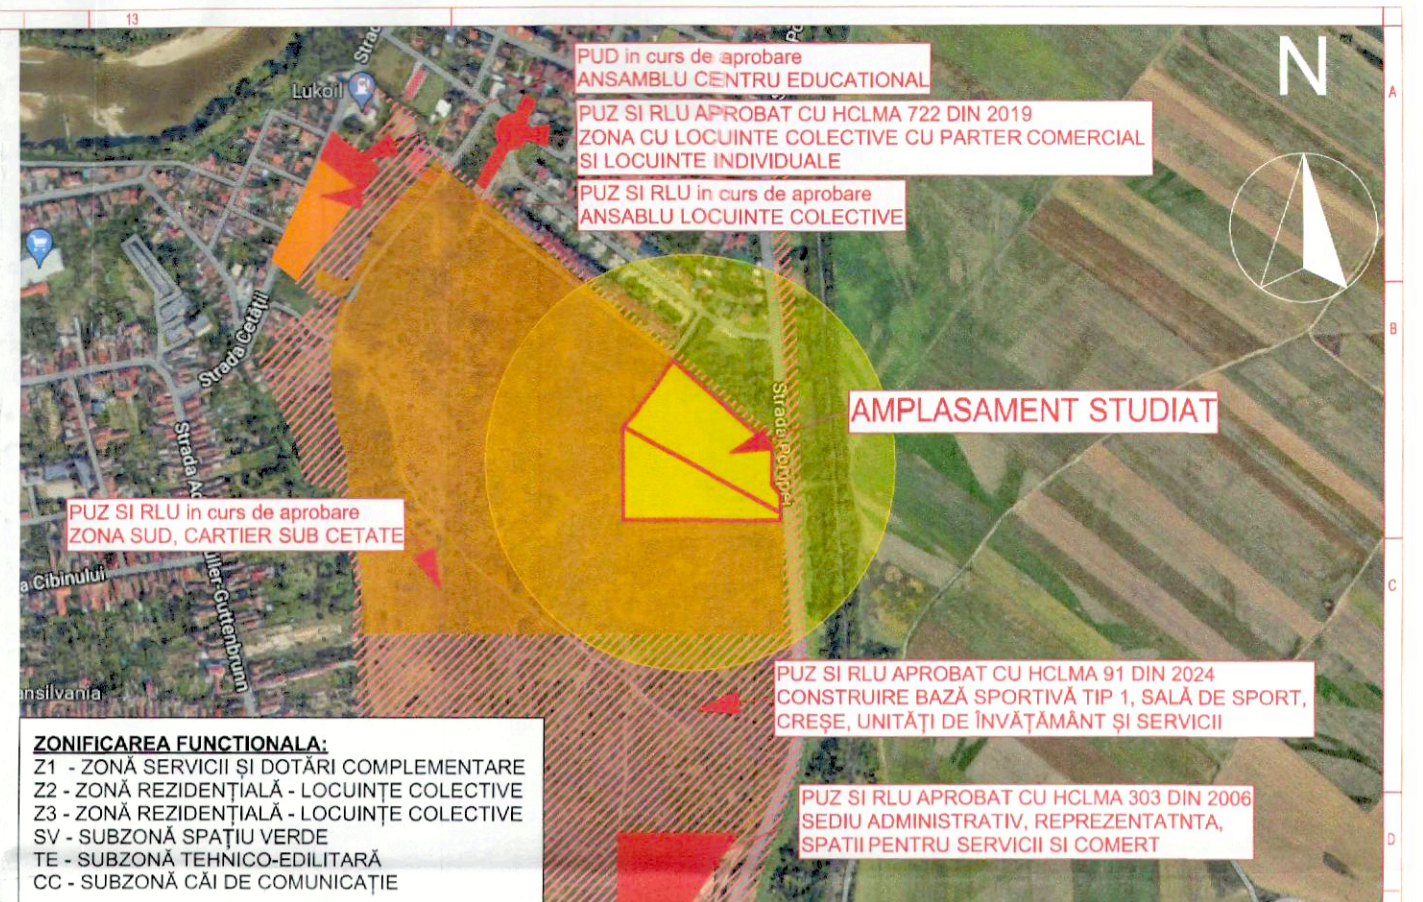 13
PUD in curs de aprobare
ANSAMBLU CENTRU EDUCATIONAL
N
Lukoil
A
PUZ SI RLU APROBAT CU HCLMA 722 DIN 2019
ZONA CU LOCUINTE COLECTIVE CU PARTER COMERCIAL
SI LOCUINTE INDIVIDUALE
PUZ SI RLU in curs de aprobare
ANSABLU LOCUINTE COLECTIVE
Strada Cetății
B
AMPLASAMENT STUDIAT
Strada Pompei
PUZ SI RLU in curs de aprobare
ZONA SUD, CARTIER SUB CETATE
Strada Ad
ller-Guttenbrunn
a Cibinului
C
PUZ SI RLU APROBAT CU HCLMA 91 DIN 2024
CONSTRUIRE BAZĂ SPORTIVĂ TIP 1, SALĂ DE SPORT,
CREȘE, UNITĂȚI DE ÎNVĂȚĂMÂNT ȘI SERVICII
nsilvania
ZONIFICAREA FUNCTIONALA:
Z1 - ZONĂ SERVICII ȘI DOTĂRI COMPLEMENTARE
Z2 - ZONĂ REZIDENȚIALĂ - LOCUINȚE COLECTIVE
Z3 - ZONĂ REZIDENȚIALĂ - LOCUINȚE COLECTIVE
SV - SUBZONĂ SPAȚIU VERDE
TE - SUBZONĂ TEHNICO-EDILITARĂ
CC - SUBZONĂ CĂI DE COMUNICAȚIE
PUZ SI RLU APROBAT CU HCLMA 303 DIN 2006
SEDIU ADMINISTRATIV, REPREZENTATNTA,
SPATII PENTRU SERVICII SI COMERT
D